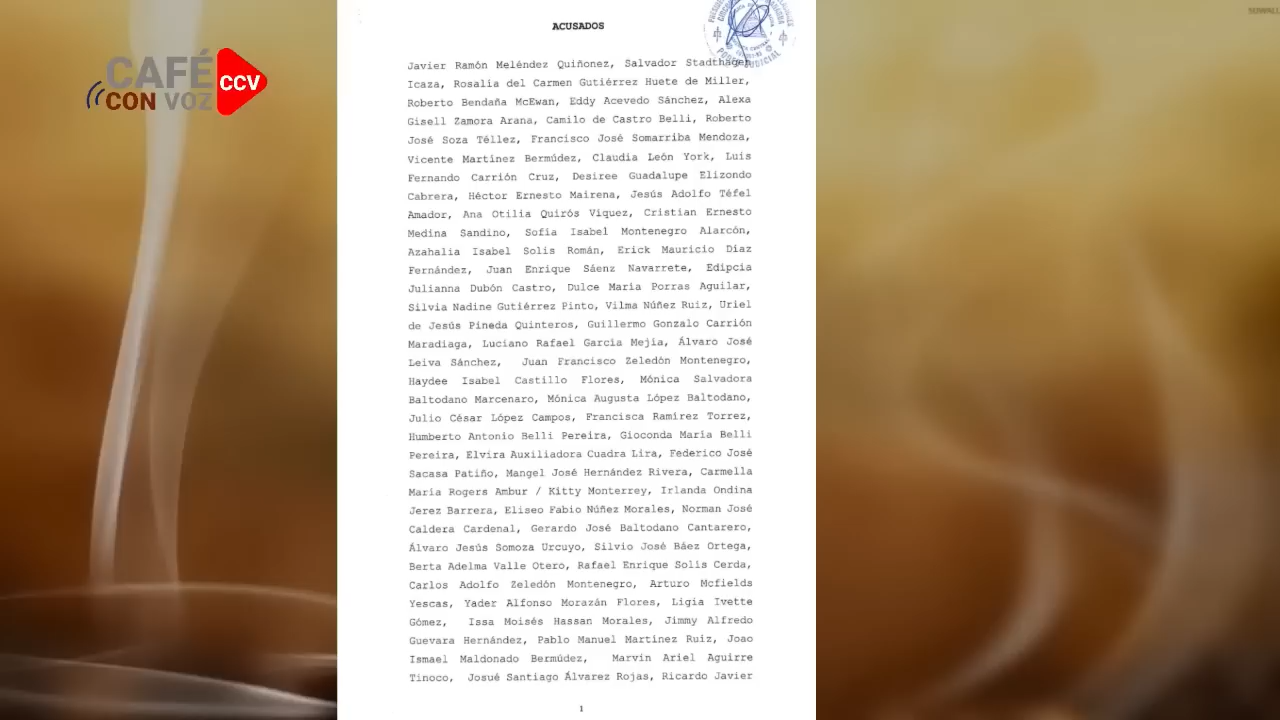 ACUSADOS
CAFÉ
CON VOZ
CCV
Javier Ramón Meléndez Quiñonez, Salvador Stadthagen
Icaza, Rosalía del Carmen Gutiérrez Huete de Miller,
Roberto Bendaña McEwan, Eddy Acevedo Sánchez, Alexa
Gisell Zamora Arana, Camilo de Castro Belli, Roberto
José Soza Téllez, Francisco José Somarriba Mendoza,
Vicente Martínez Bermúdez, Claudia León York, Luis
Fernando Carrión Cruz, Desiree Guadalupe Elizondo
Cabrera, Héctor Ernesto Mairena, Jesús Adolfo Téfel
Amador, Ana Otilia Quirós Víquez, Cristian Ernesto
Medina Sandino, Sofía Isabel Montenegro Alarcón,
Azahalia Isabel Solís Román, Erick Mauricio Díaz
Fernández, Juan Enrique Sáenz Navarrete, Edipcia
Julianna Dubón Castro, Dulce María Porras Aguilar,
Silvia Nadine Gutiérrez Pinto, Vilma Núñez Ruiz, Uriel
de Jesús Pineda Quinteros, Guillermo Gonzalo Carrión
Maradiaga, Luciano Rafael García Mejía, Álvaro José
Leiva Sánchez, Juan Francisco Zeledón Montenegro,
Haydee Isabel Castillo Flores, Mónica Salvadora
Baltodano Marcenaro, Mónica Augusta López Baltodano,
Julio César López Campos, Francisca Ramírez Torrez,
Humberto Antonio Belli Pereira, Gioconda María Belli
Pereira, Elvira Auxiliadora Cuadra Lira, Federico José
Sacasa Patiño, Mangel José Hernández Rivera, Carmella
María Rogers Ambur / Kitty Monterrey, Irlanda Ondina
Jerez Barrera, Eliseo Fabio Núñez Morales, Norman José
Caldera Cardenal, Gerardo José Baltodano Cantarero,
Álvaro Jesús Somoza Urcuyo, Silvio José Báez Ortega,
Berta Adelma Valle Otero, Rafael Enrique Solís Cerda,
Carlos Adolfo Zeledón Montenegro, Arturo Mcfields
Yescas, Yader Alfonso Morazán Flores, Ligia Ivette
Gómez, Issa Moisés Hassan Morales, Jimmy Alfredo
Guevara Hernández, Pablo Manuel Martínez Ruiz, Joao
Ismael Maldonado Bermúdez, Marvin Ariel Aguirre
Tinoco, Josué Santiago Álvarez Rojas, Ricardo Javier
1